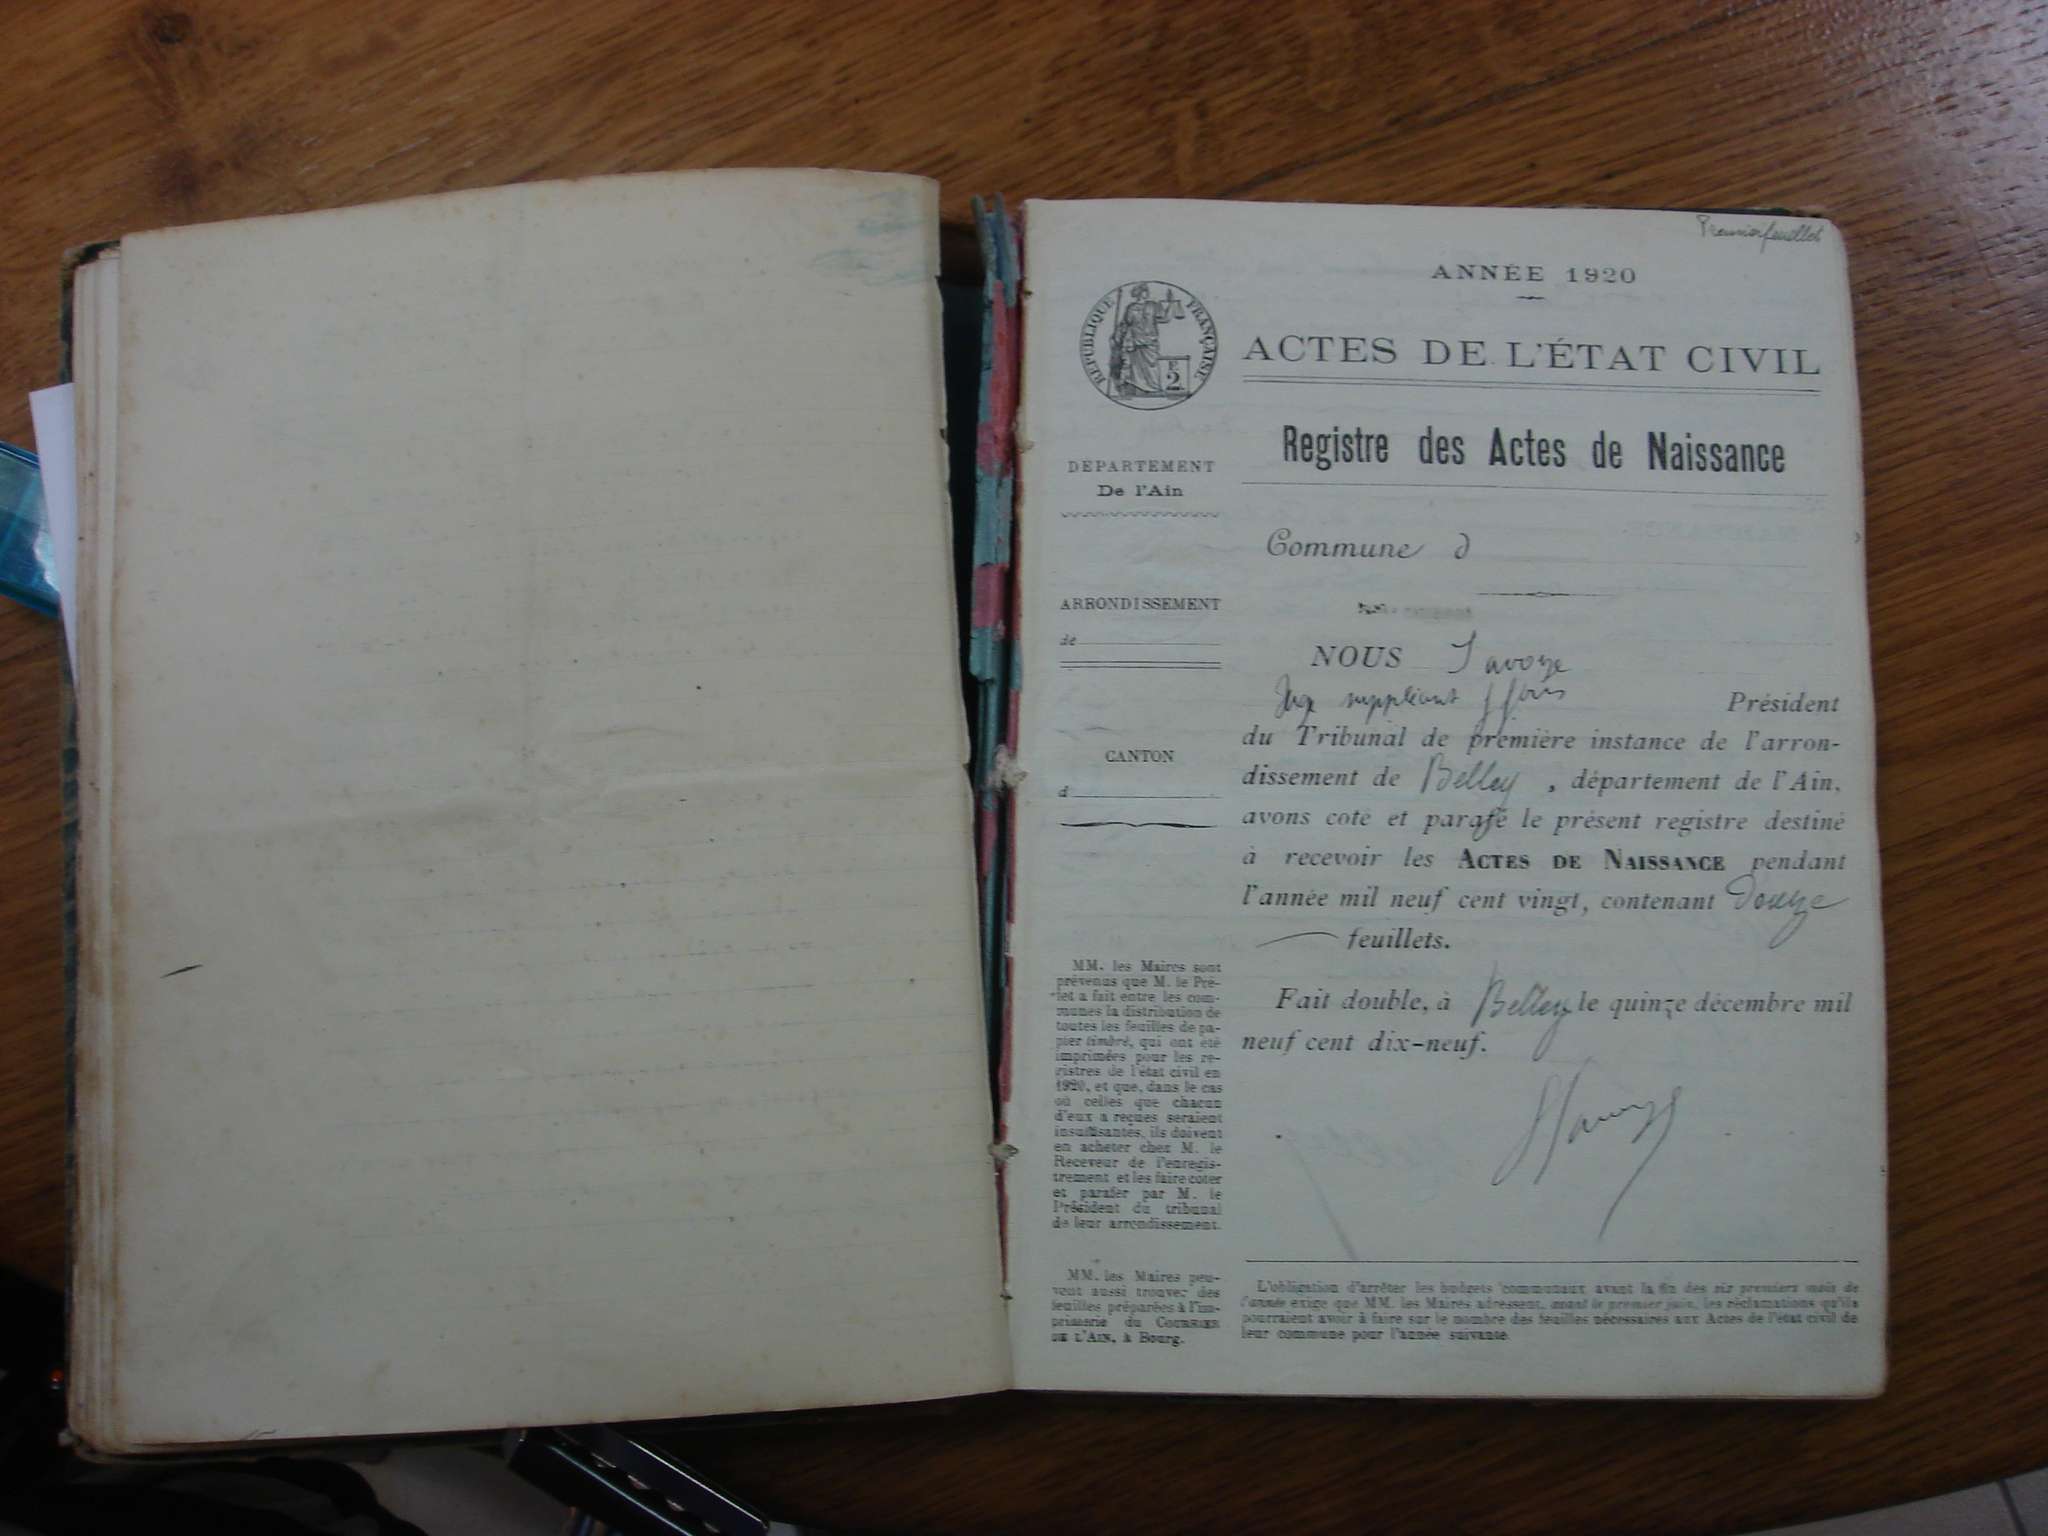 Premier feuillet
ANNÉE 1920
RÉPUBLIQUE FRANÇAISE
2
ACTES DE L'ÉTAT CIVIL
Registre des Actes de Naissance
DÉPARTEMENT
De l'Ain
Commune d
ARRONDISSEMENT
de
CANTON
d
NOUS Savoye
Juge suppléant Président
du Tribunal de première instance de l'arron-
dissement de Belley, département de l'Ain,
avons coté et parafé le présent registre destiné
à recevoir les ACTES DE NAISSANCE pendant
l'année mil neuf cent vingt, contenant Douze
feuillets.
Fait double, à Belley le quinze décembre mil
neuf cent dix-neuf.
MM. les Maires sont
prévenus que M. le Pré-
fet a fait entre les com-
munes la distribution de
toutes les feuilles de pa-
pier timbré, qui ont été
imprimées pour les re-
gistres de l'état civil en
1920, et que, dans le cas
où celles que chacun
d'eux a reçues seraient
insuffisantes, ils doivent
en acheter chez M. le
Receveur de l'enregis-
trement et les faire coter
et parafer par M. le
Président du tribunal
de leur arrondissement.
MM. les Maires peu-
vent aussi trouver des
feuilles préparées à l'im-
primerie du COURRIER
DE L'AIN, à Bourg.
L'obligation d'arrêter les budgets communaux avant la fin des six premiers mois de
l'année exige que MM. les Maires adressent, avant le premier juin, les réclamations qu'ils
pourraient avoir à faire sur le nombre des feuilles nécessaires aux Actes de l'état civil de
leur commune pour l'année suivante.